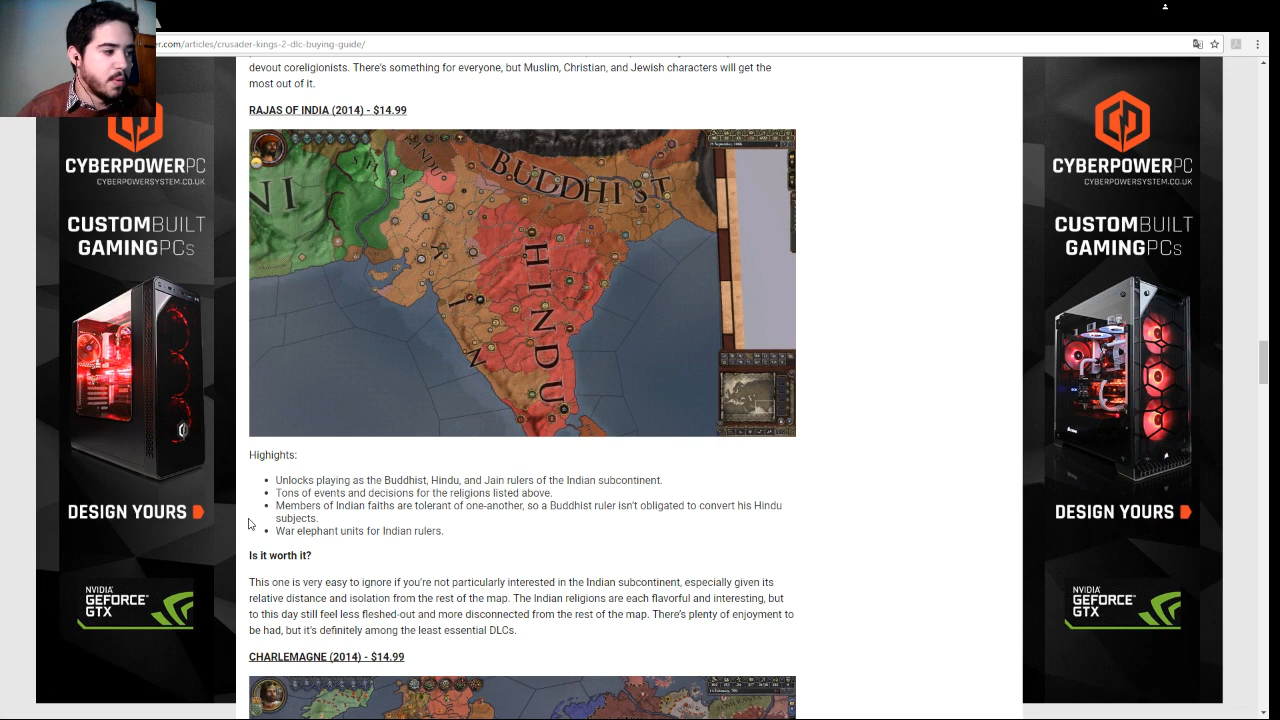 er.com/articles/crusader-kings-2-dlc-buying-guide/
devout coreligionists. There's something for everyone, but Muslim, Christian, and Jewish characters will get the
most out of it.
RAJAS OF INDIA (2014) - $14.99
BUDDHIST
HINDU
JAIN
Highights:
Unlocks playing as the Buddhist, Hindu, and Jain rulers of the Indian subcontinent.
Tons of events and decisions for the religions listed above.
Members of Indian faiths are tolerant of one-another, so a Buddhist ruler isn't obligated to convert his Hindu
subjects.
War elephant units for Indian rulers.
Is it worth it?
This one is very easy to ignore if you're not particularly interested in the Indian subcontinent, especially given its
relative distance and isolation from the rest of the map. The Indian religions are each flavorful and interesting, but
to this day still feel less fleshed out and more disconnected from the rest of the map. There's plenty of enjoyment to
be had, but it's definitely among the least essential DLCs.
CHARLEMAGNE (2014) - $14.99
CYBERPOWERPC
CYBERPOWERSYSTEM.CO.UK
CUSTOMBUILT
GAMINGPCs
DESIGN YOURS
NVIDIA
GEFORCE
GTX
CYBERPOWERPC
CYBERPOWERSYSTEM.CO.UK
CUSTOMBUILT
GAMINGPCs
DESIGN YOURS
NVIDIA
GEFORCE
GTX